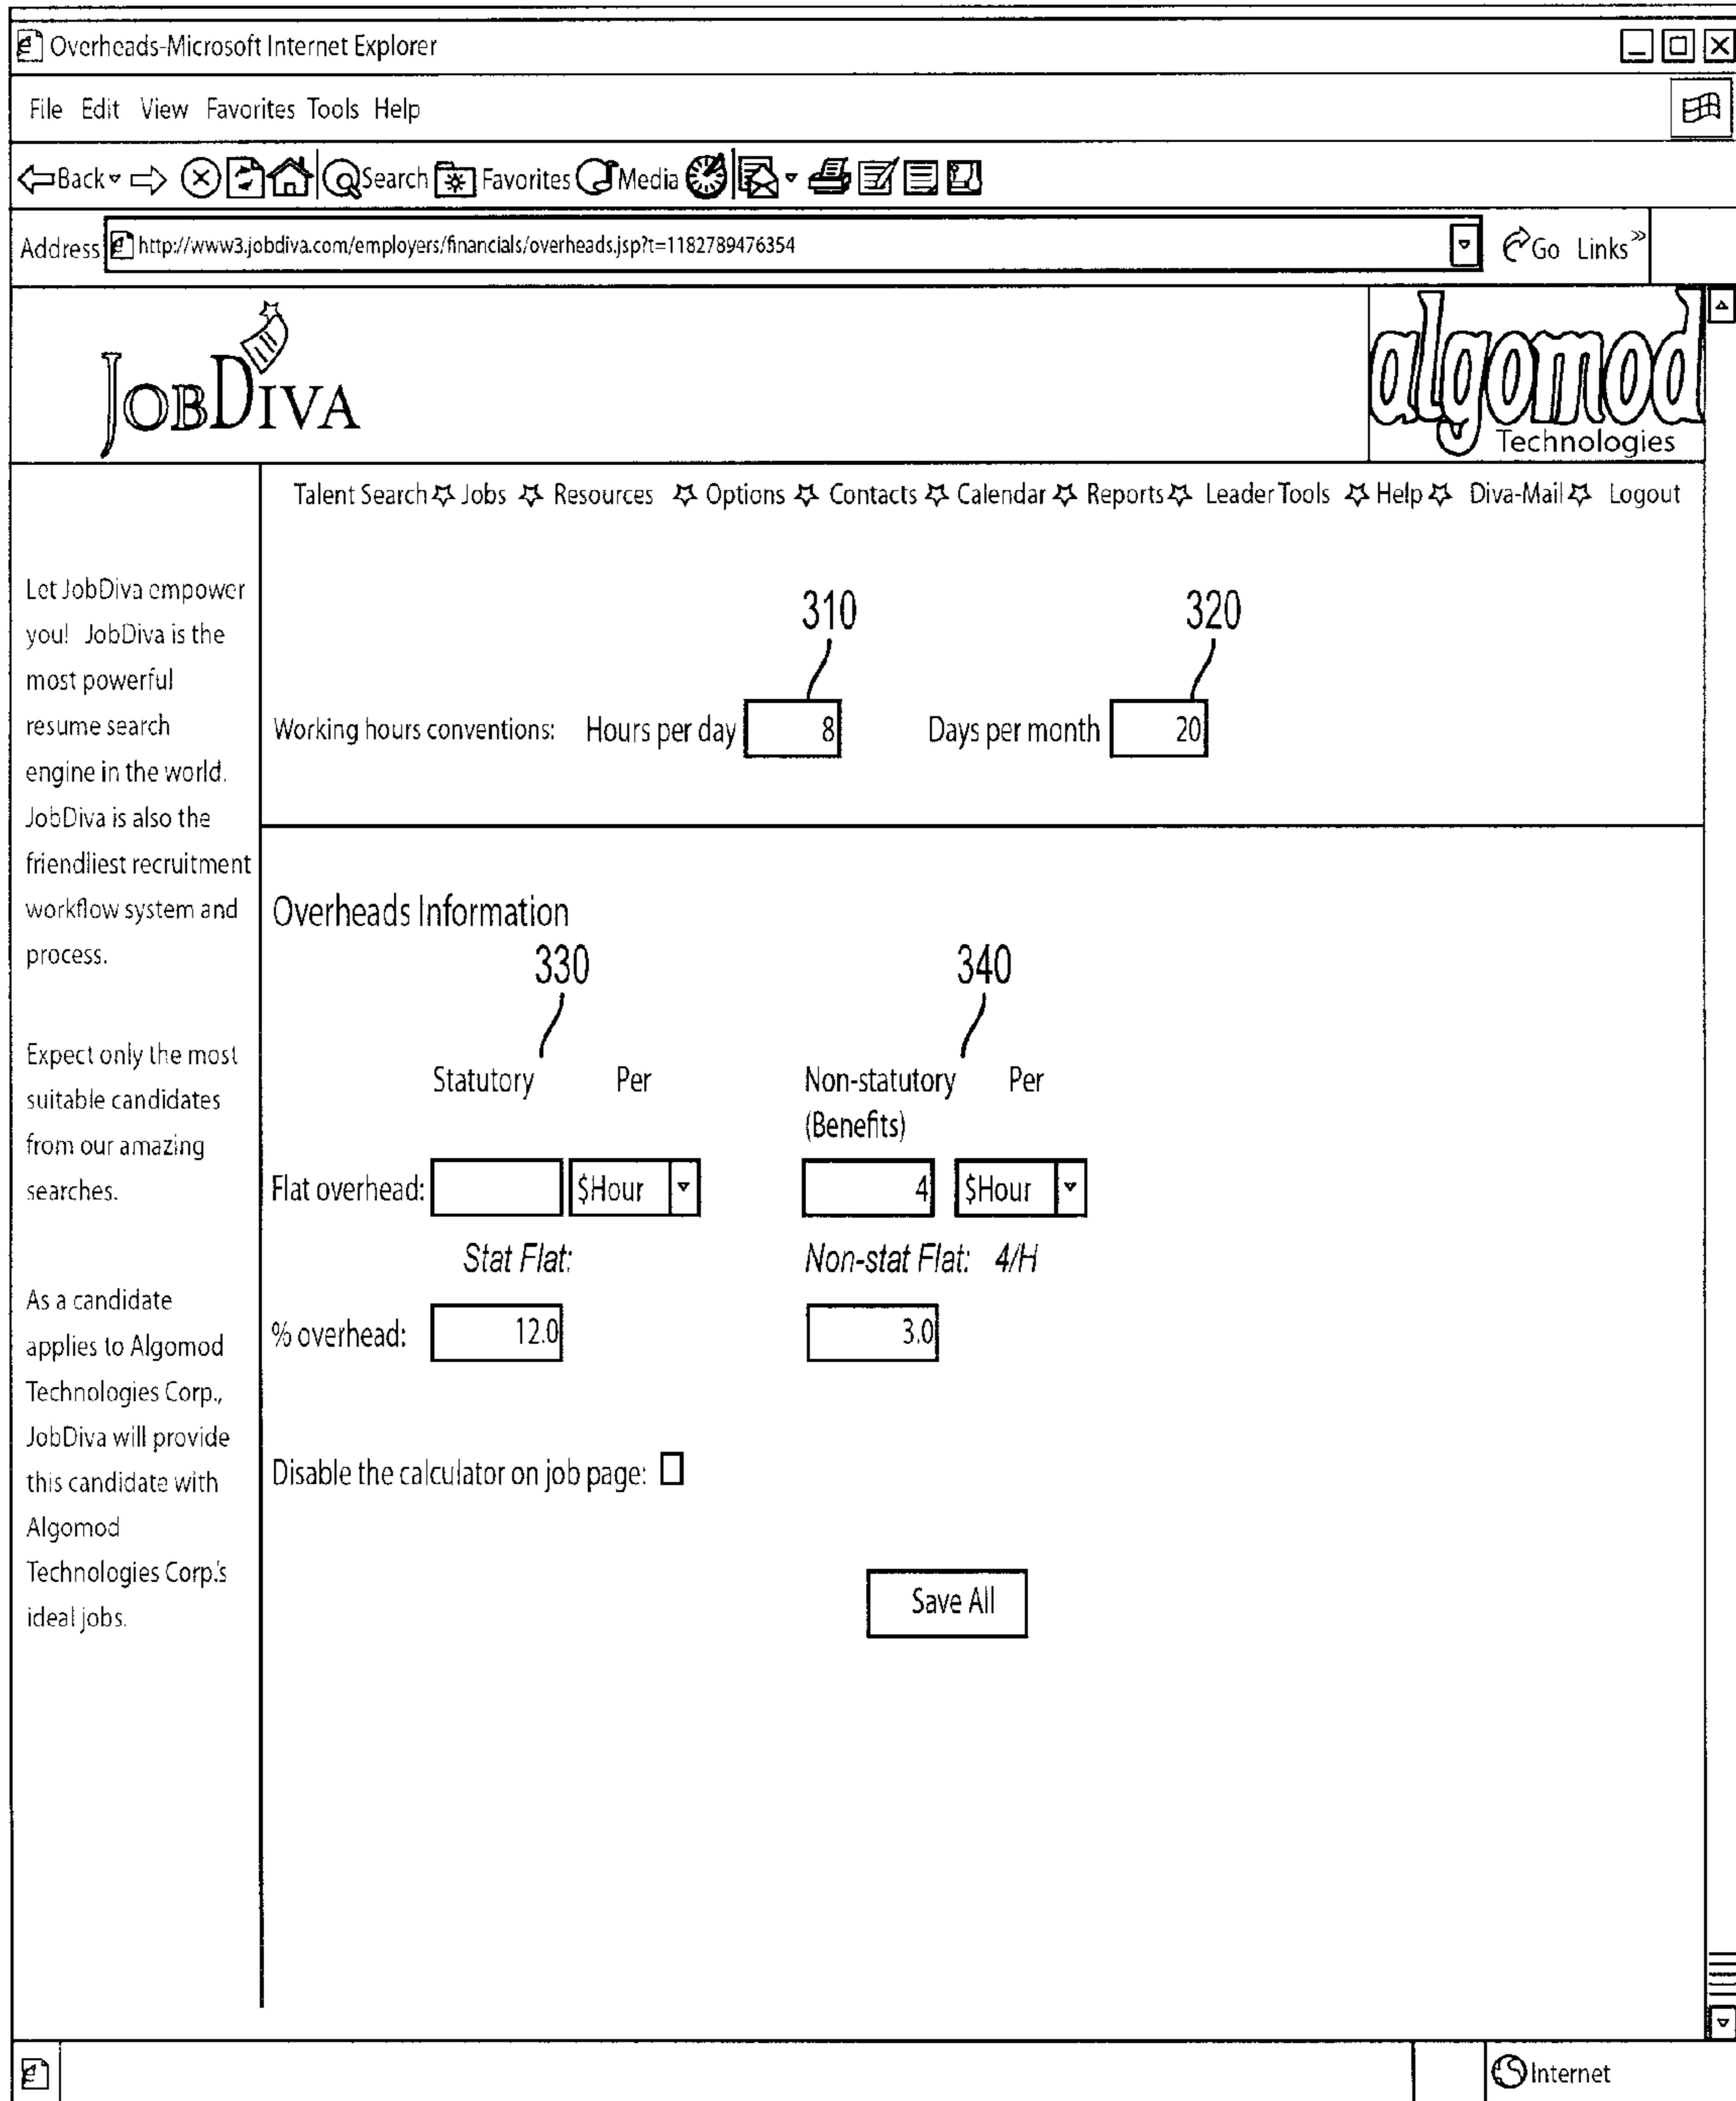 Overheads-Microsoft Internet Explorer
File Edit View Favorites Tools Help
Back Search Favorites Media
Address http://www3.jobdiva.com/employers/financials/overheads.jsp?t=1182789476354 Go Links»
JOBDIVA
algomod
Technologies
Talent Search Jobs Resources Options Contacts Calendar Reports Leader Tools Help Diva-Mail Logout
Let JobDiva empower
you! JobDiva is the
most powerful
resume search
engine in the world.
JobDiva is also the
friendliest recruitment
workflow system and
process.
Expect only the most
suitable candidates
from our amazing
searches.
As a candidate
applies to Algomod
Technologies Corp.,
JobDiva will provide
this candidate with
Algomod
Technologies Corp.'s
ideal jobs.
310 320
Working hours conventions: Hours per day 8 Days per month 20
Overheads Information
330 340
Statutory Per Non-statutory Per
(Benefits)
Flat overhead: $Hour 4 $Hour
Stat Flat: Non-stat Flat: 4/H
% overhead: 12.0 3.0
Disable the calculator on job page:
Save All
Internet